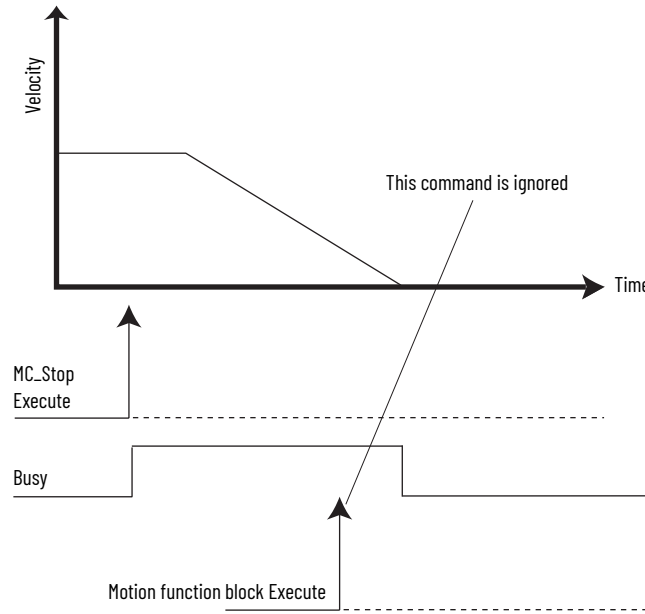 Velocity
This command is ignored
Time
MC_Stop
Execute
Busy
Motion function block Execute